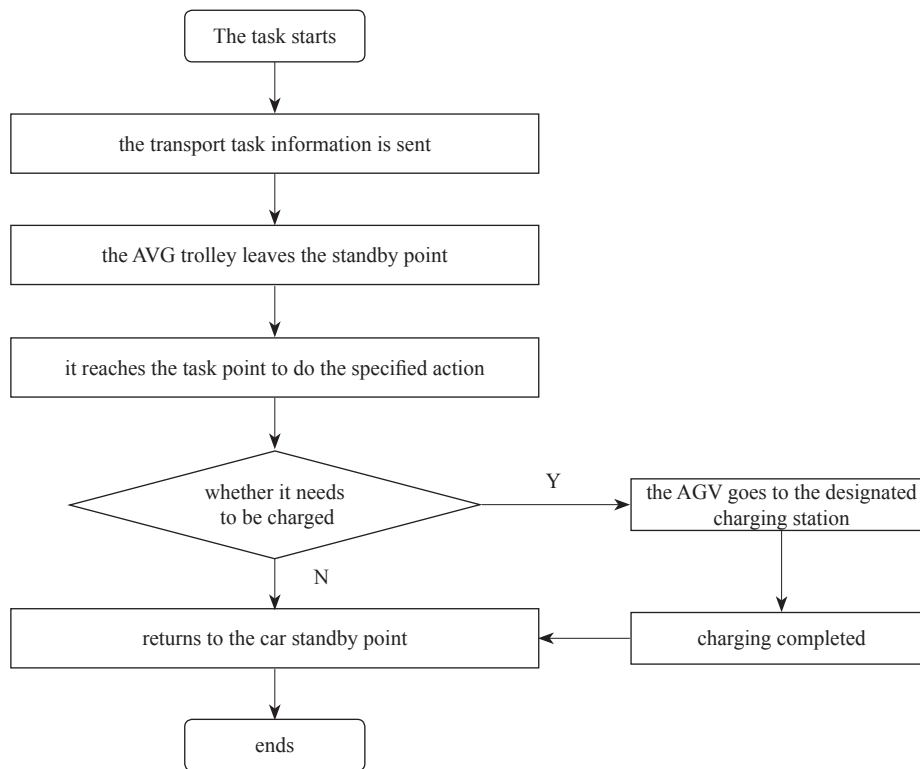 The task starts
the transport task information is sent
the AVG trolley leaves the standby point
it reaches the task point to do the specified action
whether it needs
to be charged
Y
the AGV goes to the designated
charging station
N
returns to the car standby point
charging completed
ends